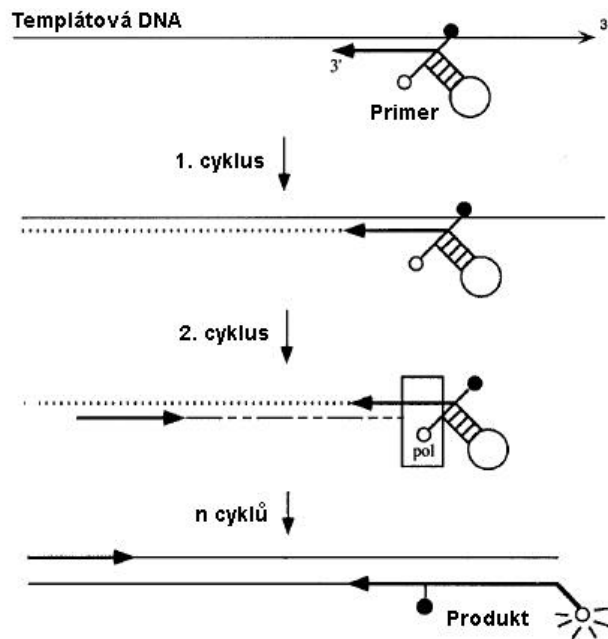 Templátová DNA
3
3'
Primer
1. cyklus
2. cyklus
pol
n cyklů
Produkt